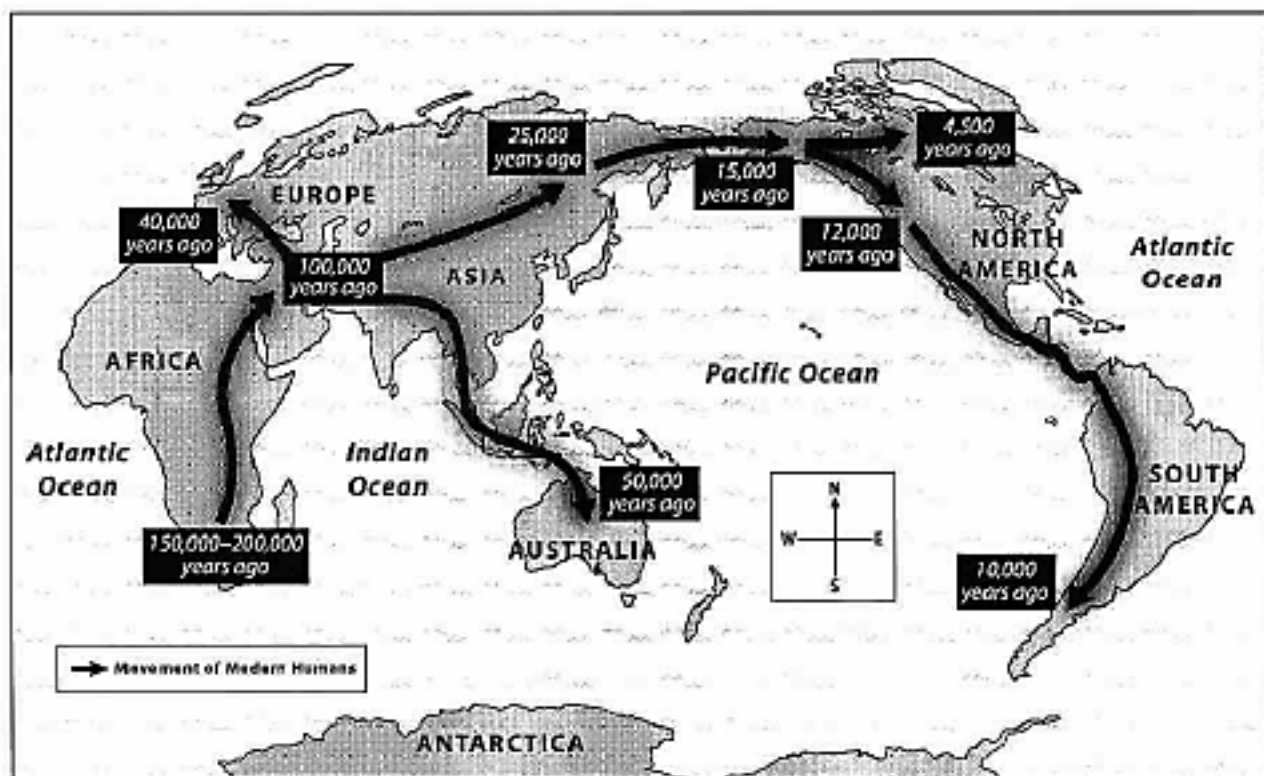 25,000
years ago
4,500
years ago
15,000
years ago
EUROPE
40,000
years ago
12,000
years ago
NORTH
AMERICA
Atlantic
Ocean
100,000
years ago
ASIA
AFRICA
Pacific Ocean
Atlantic
Ocean
Indian
Ocean
50,000
years ago
SOUTH
AMERICA
N
W
E
S
150,000–200,000
years ago
AUSTRALIA
10,000
years ago
Movement of Modern Humans
ANTARCTICA